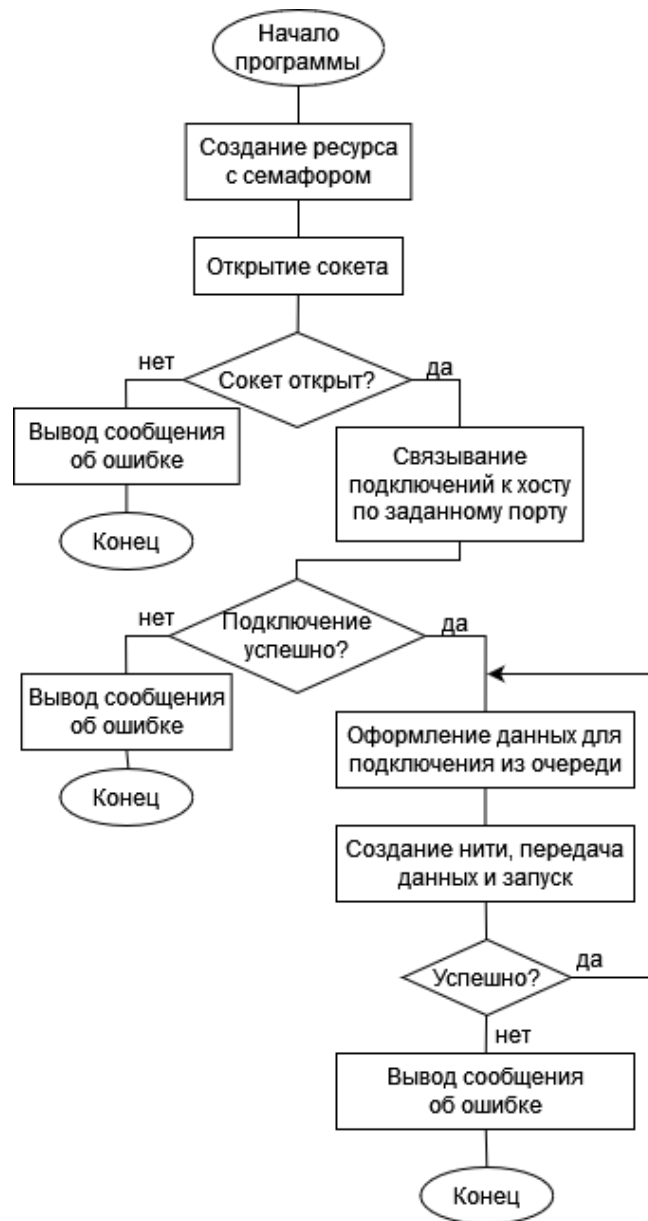 Начало
программы
Создание ресурса
с семафором
Открытие сокета
Сокет открыт?
нет
да
Вывод сообщения
об ошибке
Конец
Связывание
подключений к хосту
по заданному порту
Подключение
успешно?
нет
да
Вывод сообщения
об ошибке
Конец
Оформление данных для
подключения из очереди
Создание нити, передача
данных и запуск
Успешно?
да
нет
Вывод сообщения
об ошибке
Конец